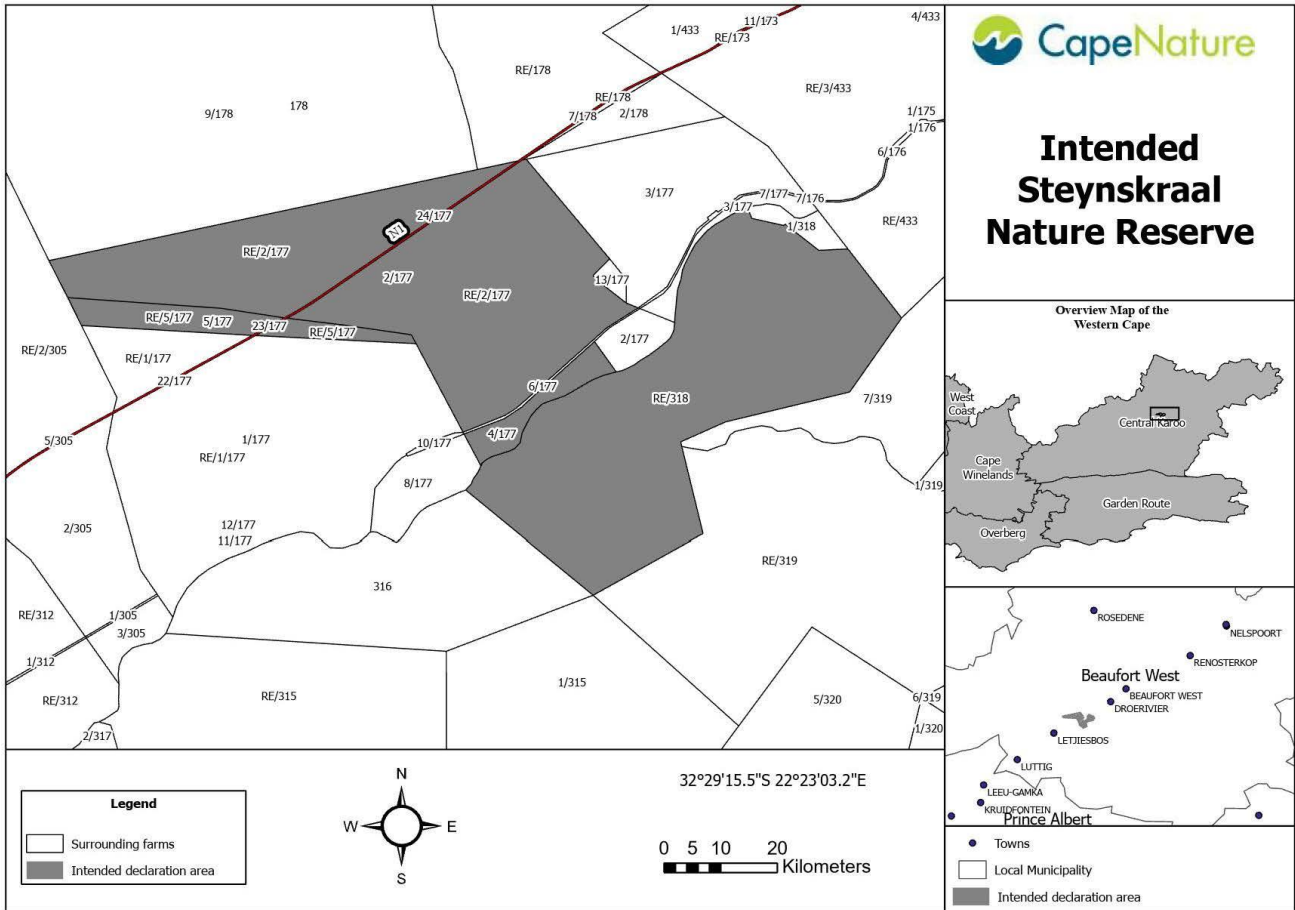 4/433
11/173
1/433
RE/173
RE/178
RE/3/433
178
9/178
RE/178
2/178
7/178
1/175
1/176
6/176
3/177
7/177
7/176
3/177
24/177
RE/433
1/318
N1
RE/2/177
2/177
13/177
RE/2/177
RE/5/177
5/177
23/177
RE/5/177
2/177
RE/2/305
RE/1/177
22/177
6/177
RE/318
7/319
4/177
5/305
1/177
10/177
RE/1/177
8/177
1/319
2/305
12/177
11/177
RE/319
316
RE/312
1/305
3/305
1/312
RE/312
RE/315
1/315
5/320
6/319
1/320
2/317
Legend
Surrounding farms
Intended declaration area
N
W
E
S
32°29'15.5"S 22°23'03.2"E
0 5 10 20
Kilometers
CapeNature
Intended
Steynskraal
Nature Reserve
Overview Map of the
Western Cape
West
Coast
Central Karoo
Cape
Winelands
Garden Route
Overberg
ROSEDENE
NELSPOORT
RENOSTERKOP
Beaufort West
BEAUFORT WEST
DROERIVIER
LETJIESBOS
LUTTIG
LEEU-GAMKA
KRUIDFONTEIN
Prince Albert
Towns
Local Municipality
Intended declaration area